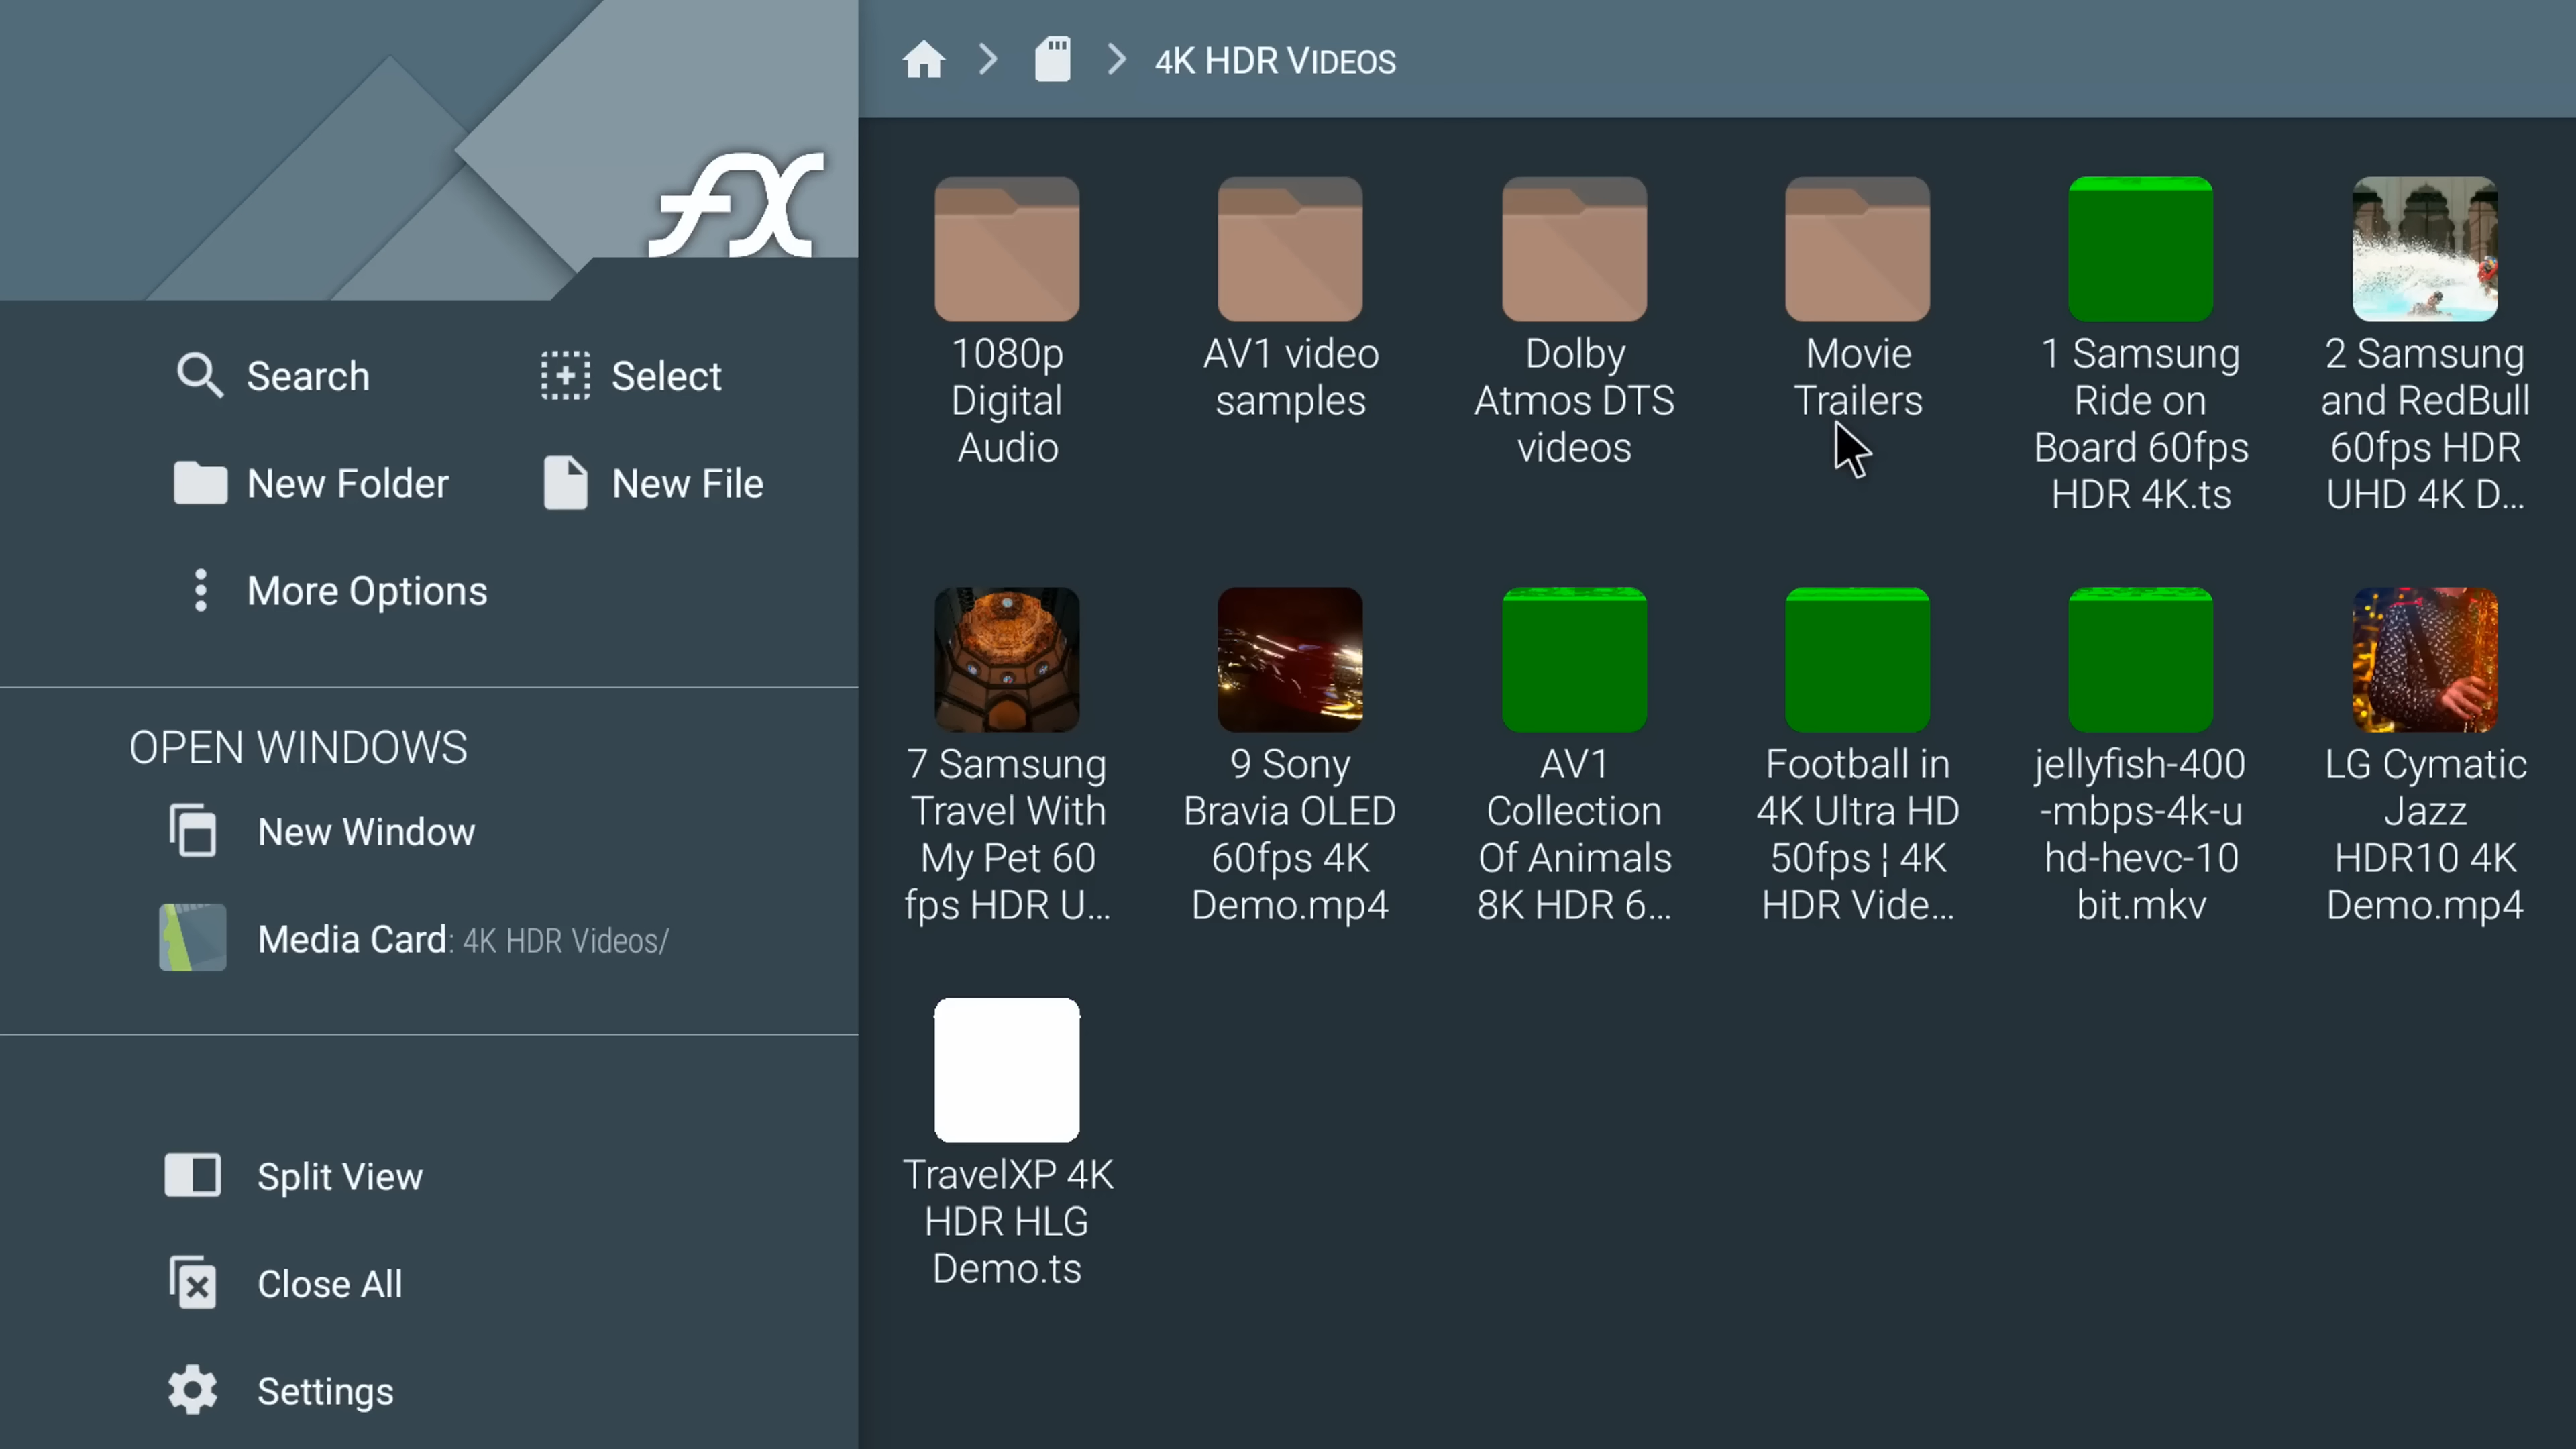 fX
Search
Select
New Folder
New File
More Options
OPEN WINDOWS
New Window
Media Card: 4K HDR Videos/
Split View
Close All
Settings
4K HDR VIDEOS
1080p
Digital
Audio
AV1 video
samples
Dolby
Atmos DTS
videos
Movie
Trailers
1 Samsung
Ride on
Board 60fps
HDR 4K.ts
2 Samsung
and RedBull
60fps HDR
UHD 4K D...
7 Samsung
Travel With
My Pet 60
fps HDR U...
9 Sony
Bravia OLED
60fps 4K
Demo.mp4
AV1
Collection
Of Animals
8K HDR 6...
Football in
4K Ultra HD
50fps ¦ 4K
HDR Vide...
jellyfish-400
-mbps-4k-u
hd-hevc-10
bit.mkv
LG Cymatic
Jazz
HDR10 4K
Demo.mp4
TravelXP 4K
HDR HLG
Demo.ts